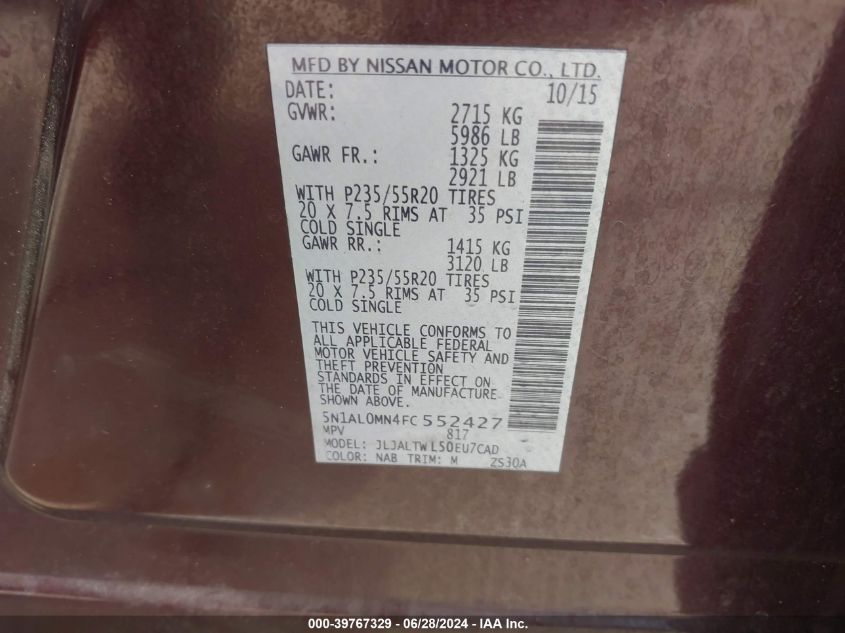 MFD BY NISSAN MOTOR CO., LTD.
DATE: 10/15
GVWR: 2715 KG
5986 LB
GAWR FR.: 1325 KG
2921 LB
WITH P235/55R20 TIRES
20 X 7.5 RIMS AT 35 PSI
COLD SINGLE
GAWR RR.: 1415 KG
3120 LB
WITH P235/55R20 TIRES
20 X 7.5 RIMS AT 35 PSI
COLD SINGLE
THIS VEHICLE CONFORMS TO
ALL APPLICABLE FEDERAL
MOTOR VEHICLE SAFETY AND
THEFT PREVENTION
STANDARDS IN EFFECT ON
THE DATE OF MANUFACTURE
SHOWN ABOVE.
5N1AL0MN4FC552427
MPV 817
MODEL: JLJALTWL50EU7CAD
COLOR: NAB TRIM: M ZS30A
000-39767329 - 06/28/2024 - IAA Inc.